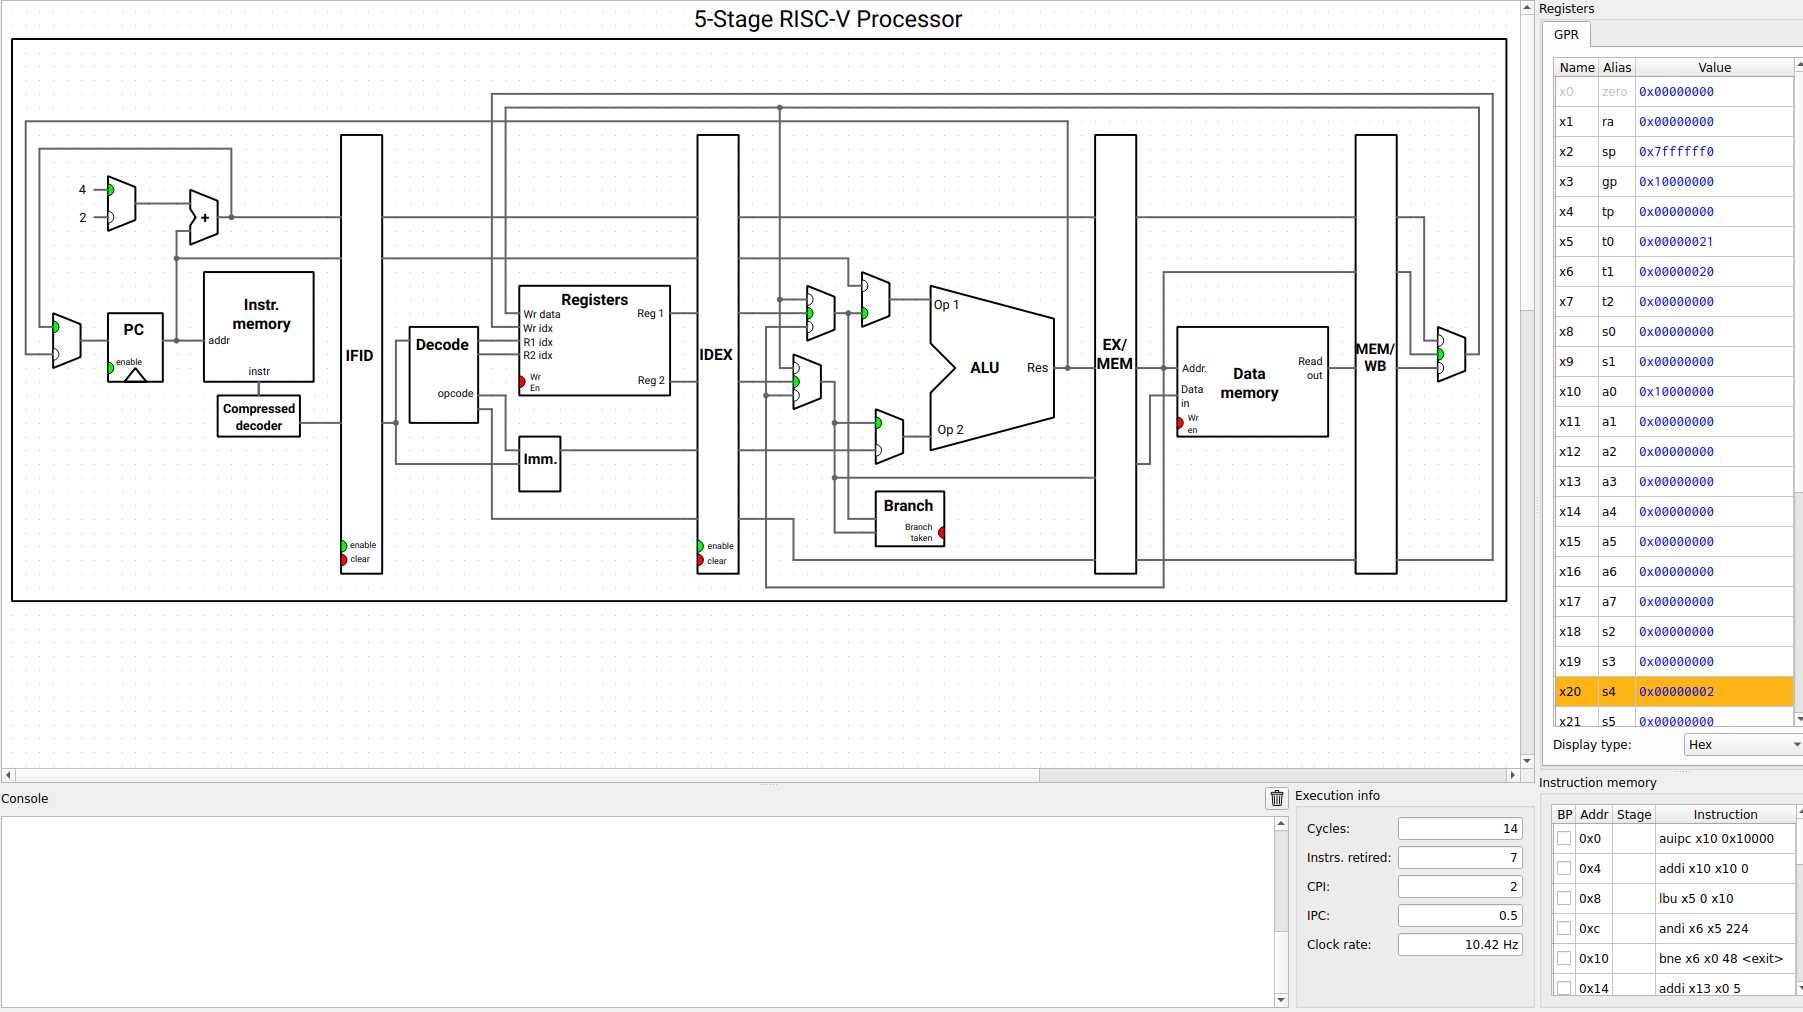 5-Stage RISC-V Processor
4
2
+
PC
enable
Instr.
memory
addr
instr
Compressed
decoder
IFID
enable
clear
Decode
opcode
Registers
Wr data
Wr idx
R1 idx
R2 idx
Wr
En
Reg 1
Reg 2
Imm.
IDEX
enable
clear
Op 1
ALU
Res
Op 2
Branch
Branch
taken
EX/
MEM
Addr.
Data
in
Wr
en
Data
memory
Read
out
MEM/
WB
Registers
GPR
Name Alias Value
x0 zero 0x00000000
x1 ra 0x00000000
x2 sp 0x7ffffff0
x3 gp 0x10000000
x4 tp 0x00000000
x5 t0 0x00000021
x6 t1 0x00000020
x7 t2 0x00000000
x8 s0 0x00000000
x9 s1 0x00000000
x10 a0 0x10000000
x11 a1 0x00000000
x12 a2 0x00000000
x13 a3 0x00000000
x14 a4 0x00000000
x15 a5 0x00000000
x16 a6 0x00000000
x17 a7 0x00000000
x18 s2 0x00000000
x19 s3 0x00000000
x20 s4 0x00000002
x21 s5 0x00000000
Display type: Hex
Console
Execution info
Cycles: 14
Instrs. retired: 7
CPI: 2
IPC: 0.5
Clock rate: 10.42 Hz
Instruction memory
BP Addr Stage Instruction
0x0 auipc x10 0x10000
0x4 addi x10 x10 0
0x8 lbu x5 0 x10
0xc andi x6 x5 224
0x10 bne x6 x0 48 <exit>
0x14 addi x13 x0 5